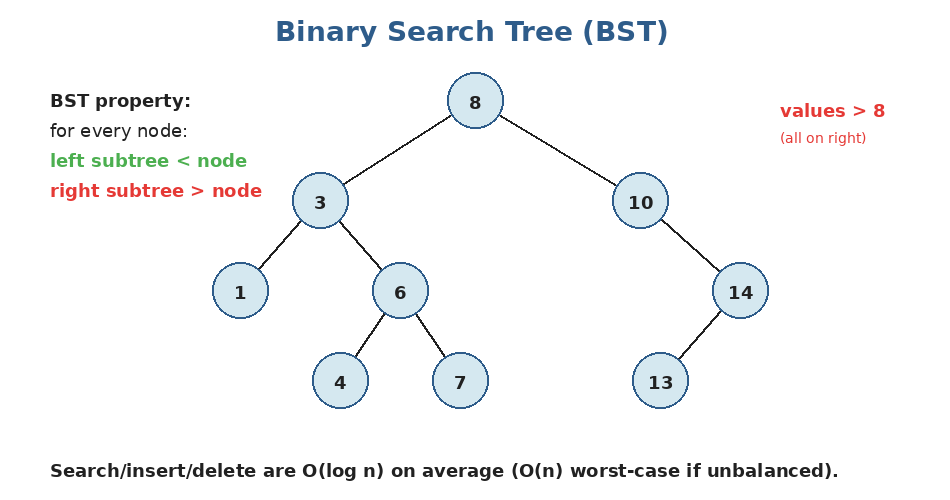 Binary Search Tree (BST)
BST property:
for every node:
left subtree < node
right subtree > node
values > 8
(all on right)
8
3
10
1
6
14
4
7
13
Search/insert/delete are O(log n) on average (O(n) worst-case if unbalanced).